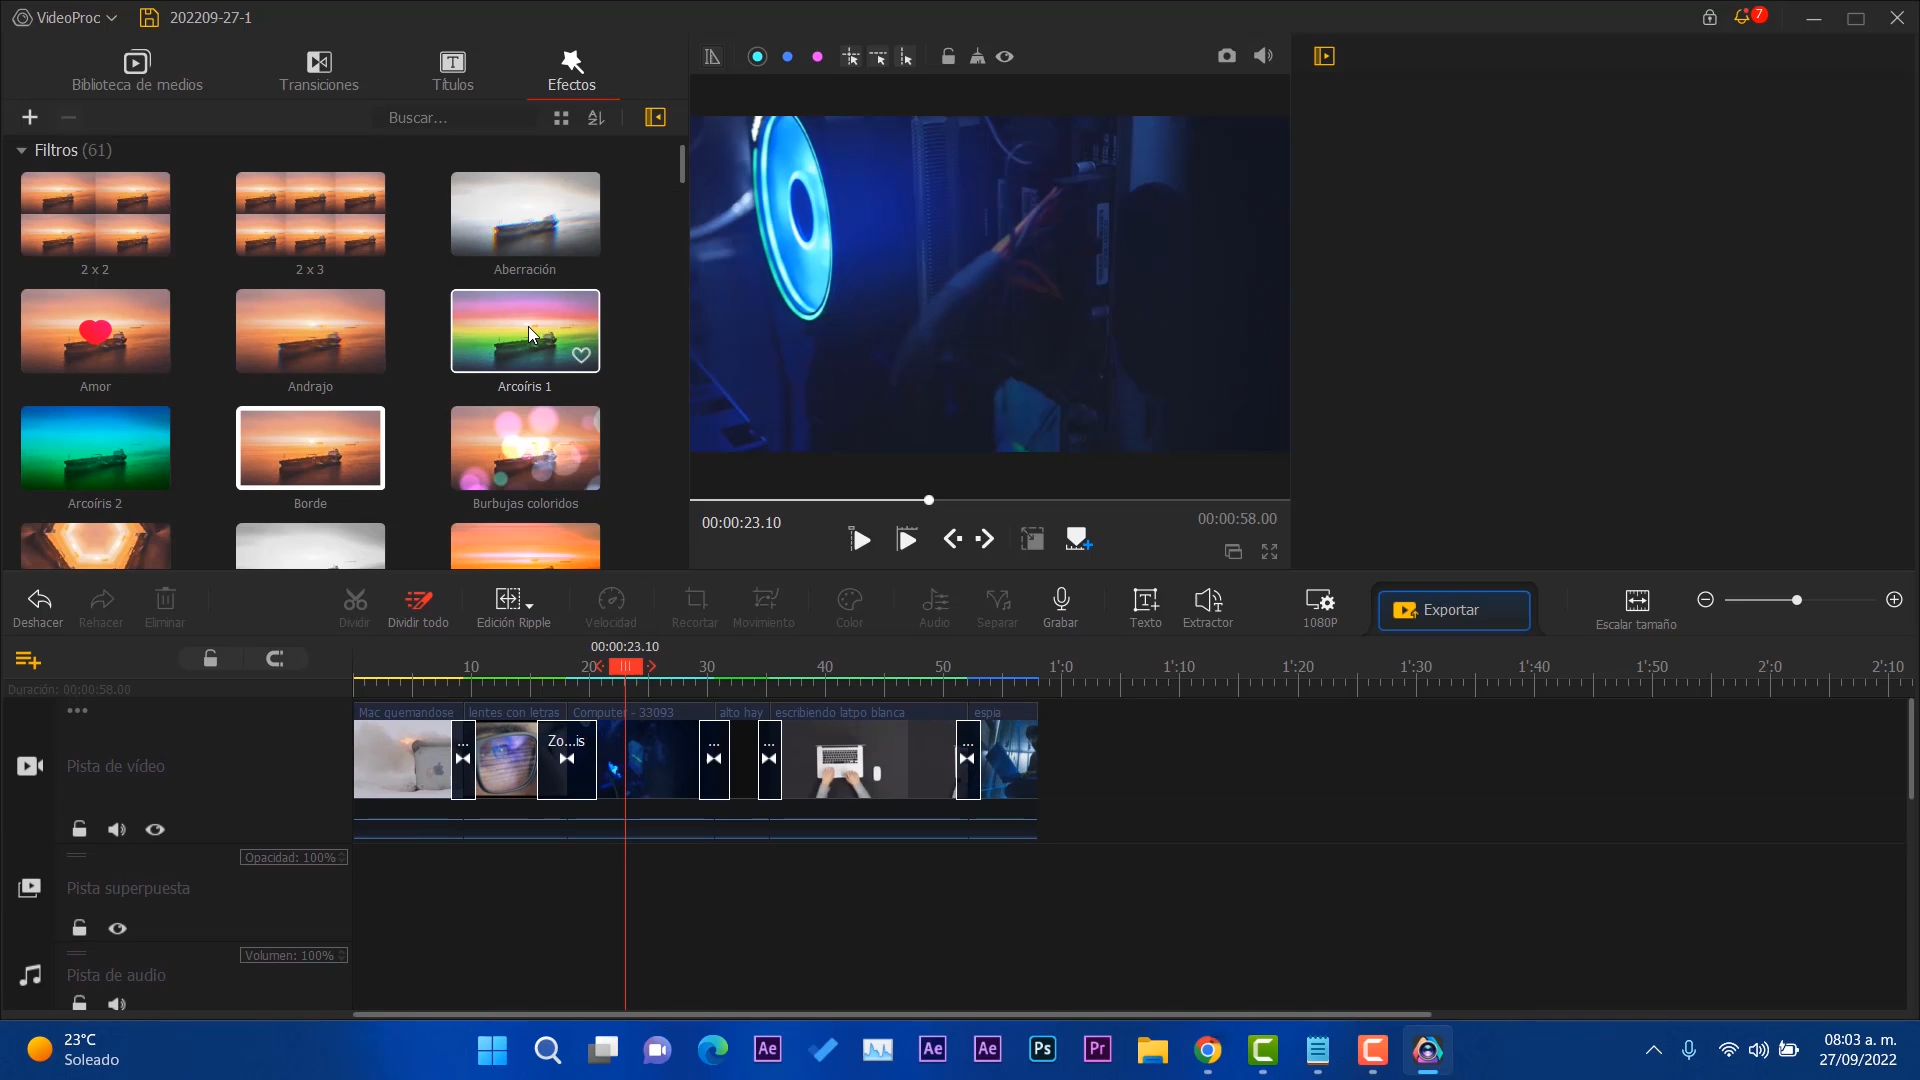 VideoProc
202209-27-1
7
Biblioteca de medios
Transiciones
Títulos
Efectos
Buscar...
Filtros (61)
2 x 2
2 x 3
Aberración
Amor
Andrajo
Arcoíris 1
Arcoíris 2
Borde
Burbujas coloridos
00:00:23.10
00:00:58.00
Deshacer
Rehacer
Eliminar
Dividir
Dividir todo
Edición Ripple
Velocidad
Recortar
Movimiento
Color
Audio
Separar
Grabar
Texto
Extractor
1080P
Exportar
Escalar tamaño
00:00:23.10
10
20
30
40
50
1'0
1'10
1'20
1'30
1'40
1'50
2'0
2'10
Duración: 00:00:58.00
Mac quemandose
lentes con letras
Computer - 33093
alto hay
escribiendo latpo blanca
espia
...
Zo...is
...
...
...
Pista de vídeo
Opacidad: 100%
Pista superpuesta
Volumen: 100%
Pista de audio
23°C
Soleado
Ae
Ae
Ae
Ps
Pr
08:03 a. m.
27/09/2022